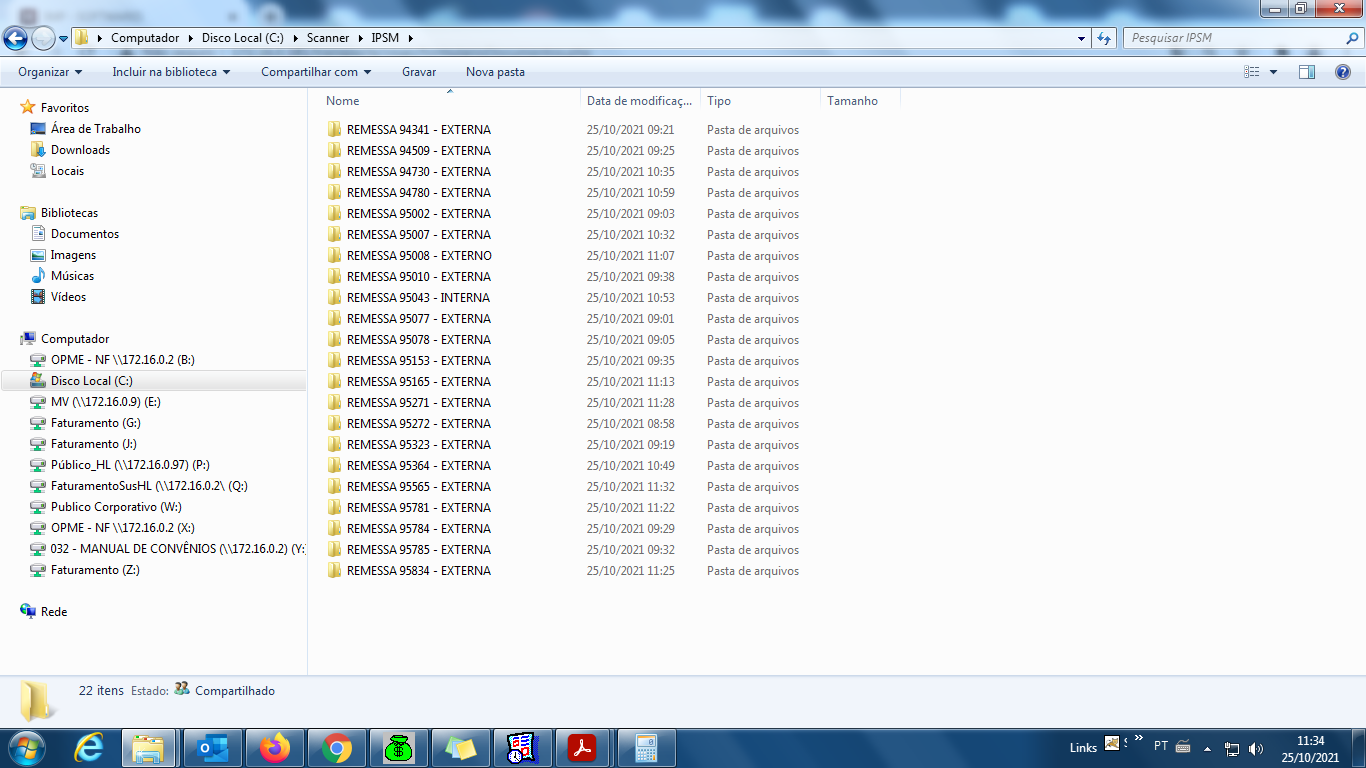 Computador Disco Local (C:) Scanner IPSM
Pesquisar IPSM
Organizar Incluir na biblioteca Compartilhar com Gravar Nova pasta
Favoritos
Área de Trabalho
Downloads
Locais
Bibliotecas
Documentos
Imagens
Músicas
Vídeos
Computador
OPME - NF \\172.16.0.2 (B:)
Disco Local (C:)
MV (\\172.16.0.9) (E:)
Faturamento (G:)
Faturamento (J:)
Público_HL (\\172.16.0.97) (P:)
FaturamentoSusHL (\\172.16.0.2\ (Q:)
Publico Corporativo (W:)
OPME - NF \\172.16.0.2 (X:)
032 - MANUAL DE CONVÊNIOS (\\172.16.0.2) (Y:
Faturamento (Z:)
Rede
Nome Data de modificaç... Tipo Tamanho
REMESSA 94341 - EXTERNA 25/10/2021 09:21 Pasta de arquivos
REMESSA 94509 - EXTERNA 25/10/2021 09:25 Pasta de arquivos
REMESSA 94730 - EXTERNA 25/10/2021 10:35 Pasta de arquivos
REMESSA 94780 - EXTERNA 25/10/2021 10:59 Pasta de arquivos
REMESSA 95002 - EXTERNA 25/10/2021 09:03 Pasta de arquivos
REMESSA 95007 - EXTERNA 25/10/2021 10:32 Pasta de arquivos
REMESSA 95008 - EXTERNO 25/10/2021 11:07 Pasta de arquivos
REMESSA 95010 - EXTERNA 25/10/2021 09:38 Pasta de arquivos
REMESSA 95043 - INTERNA 25/10/2021 10:53 Pasta de arquivos
REMESSA 95077 - EXTERNA 25/10/2021 09:01 Pasta de arquivos
REMESSA 95078 - EXTERNA 25/10/2021 09:05 Pasta de arquivos
REMESSA 95153 - EXTERNA 25/10/2021 09:35 Pasta de arquivos
REMESSA 95165 - EXTERNA 25/10/2021 11:13 Pasta de arquivos
REMESSA 95271 - EXTERNA 25/10/2021 11:28 Pasta de arquivos
REMESSA 95272 - EXTERNA 25/10/2021 08:58 Pasta de arquivos
REMESSA 95323 - EXTERNA 25/10/2021 09:19 Pasta de arquivos
REMESSA 95364 - EXTERNA 25/10/2021 10:49 Pasta de arquivos
REMESSA 95565 - EXTERNA 25/10/2021 11:32 Pasta de arquivos
REMESSA 95781 - EXTERNA 25/10/2021 11:22 Pasta de arquivos
REMESSA 95784 - EXTERNA 25/10/2021 09:29 Pasta de arquivos
REMESSA 95785 - EXTERNA 25/10/2021 09:32 Pasta de arquivos
REMESSA 95834 - EXTERNA 25/10/2021 11:25 Pasta de arquivos
22 itens Estado: Compartilhado
Links PT 11:34
25/10/2021